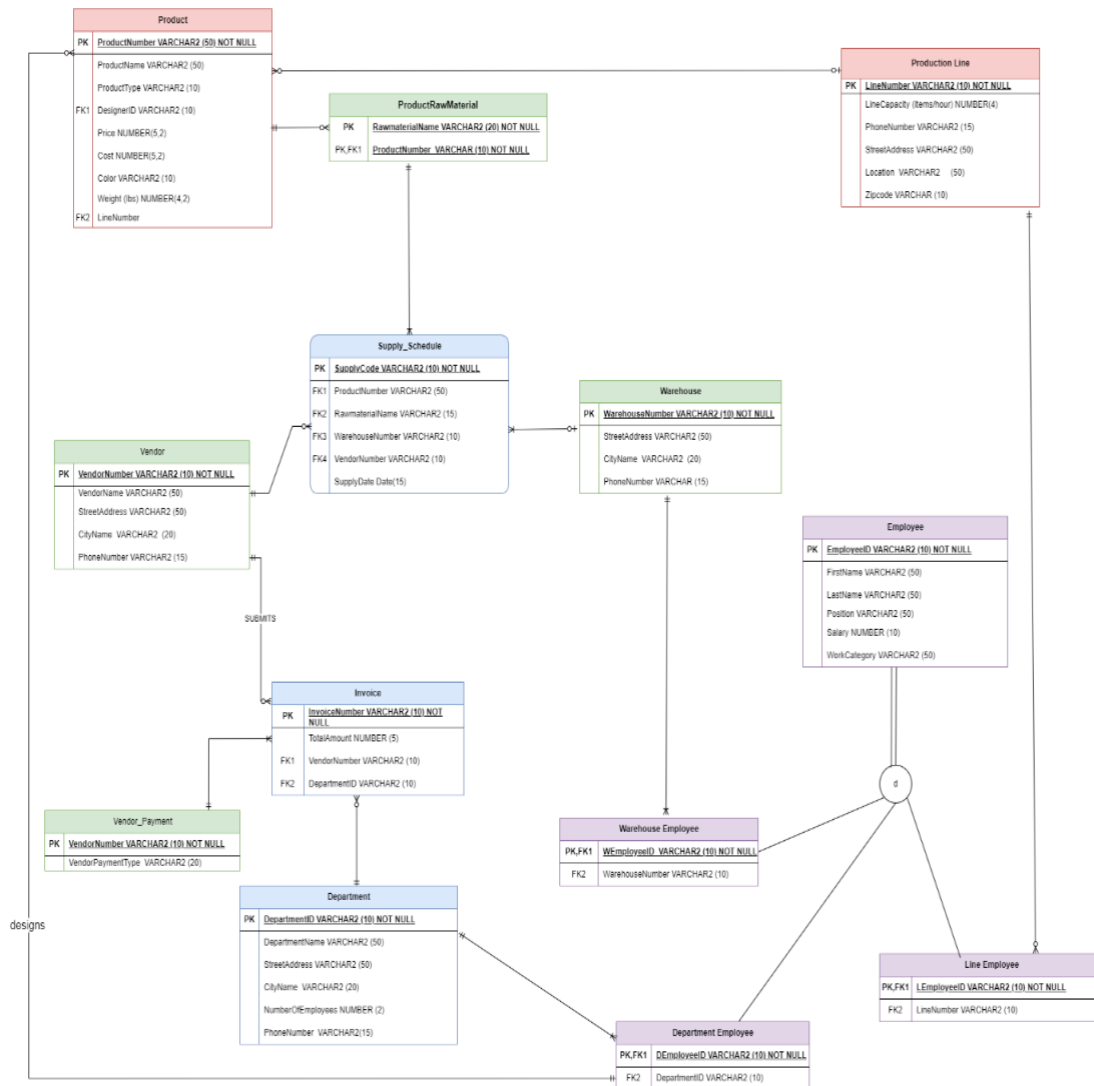 Product
PK ProductNumber VARCHAR2 (50) NOT NULL
ProductName VARCHAR2 (50)
ProductType VARCHAR2 (10)
FK1 DesignerID VARCHAR2 (10)
Price NUMBER(5,2)
Cost NUMBER(5,2)
Color VARCHAR2 (10)
Weight (lbs) NUMBER(4,2)
FK2 LineNumber
ProductRawMaterial
PK RawmaterialName VARCHAR2 (20) NOT NULL
PK,FK1 ProductNumber VARCHAR (10) NOT NULL
Production Line
PK LineNumber VARCHAR2 (10) NOT NULL
LineCapacity (Items/hour) NUMBER(4)
PhoneNumber VARCHAR2 (15)
StreetAddress VARCHAR2 (50)
Location VARCHAR2 (50)
Zipcode VARCHAR (10)
Supply_Schedule
PK SupplyCode VARCHAR2 (10) NOT NULL
FK1 ProductNumber VARCHAR2 (50)
FK2 RawmaterialName VARCHAR2 (15)
FK3 WarehouseNumber VARCHAR2 (10)
FK4 VendorNumber VARCHAR2 (10)
SupplyDate Date(15)
Warehouse
PK WarehouseNumber VARCHAR2 (10) NOT NULL
StreetAddress VARCHAR2 (50)
CityName VARCHAR2 (20)
PhoneNumber VARCHAR (15)
Vendor
PK VendorNumber VARCHAR2 (10) NOT NULL
VendorName VARCHAR2 (50)
StreetAddress VARCHAR2 (50)
CityName VARCHAR2 (20)
PhoneNumber VARCHAR2 (15)
Employee
PK EmployeeID VARCHAR2 (10) NOT NULL
FirstName VARCHAR2 (50)
LastName VARCHAR2 (50)
Position VARCHAR2 (50)
Salary NUMBER (10)
WorkCategory VARCHAR2 (50)
SUBMITS
Invoice
PK InvoiceNumber VARCHAR2 (10) NOT
NULL
TotalAmount NUMBER (5)
FK1 VendorNumber VARCHAR2 (10)
FK2 DepartmentID VARCHAR2 (10)
d
Vendor_Payment
PK VendorNumber VARCHAR2 (10) NOT NULL
VendorPaymentType VARCHAR2 (20)
Warehouse Employee
PK,FK1 WEmployeeID VARCHAR2 (10) NOT NULL
FK2 WarehouseNumber VARCHAR2 (10)
designs
Department
PK DepartmentID VARCHAR2 (10) NOT NULL
DepartmentName VARCHAR2 (50)
StreetAddress VARCHAR2 (50)
CityName VARCHAR2 (20)
NumberOfEmployees NUMBER (2)
PhoneNumber VARCHAR2(15)
Line Employee
PK,FK1 LEmployeeID VARCHAR2 (10) NOT NULL
FK2 LineNumber VARCHAR2 (10)
Department Employee
PK,FK1 DEmployeeID VARCHAR2 (10) NOT NULL
FK2 DepartmentID VARCHAR2 (10)